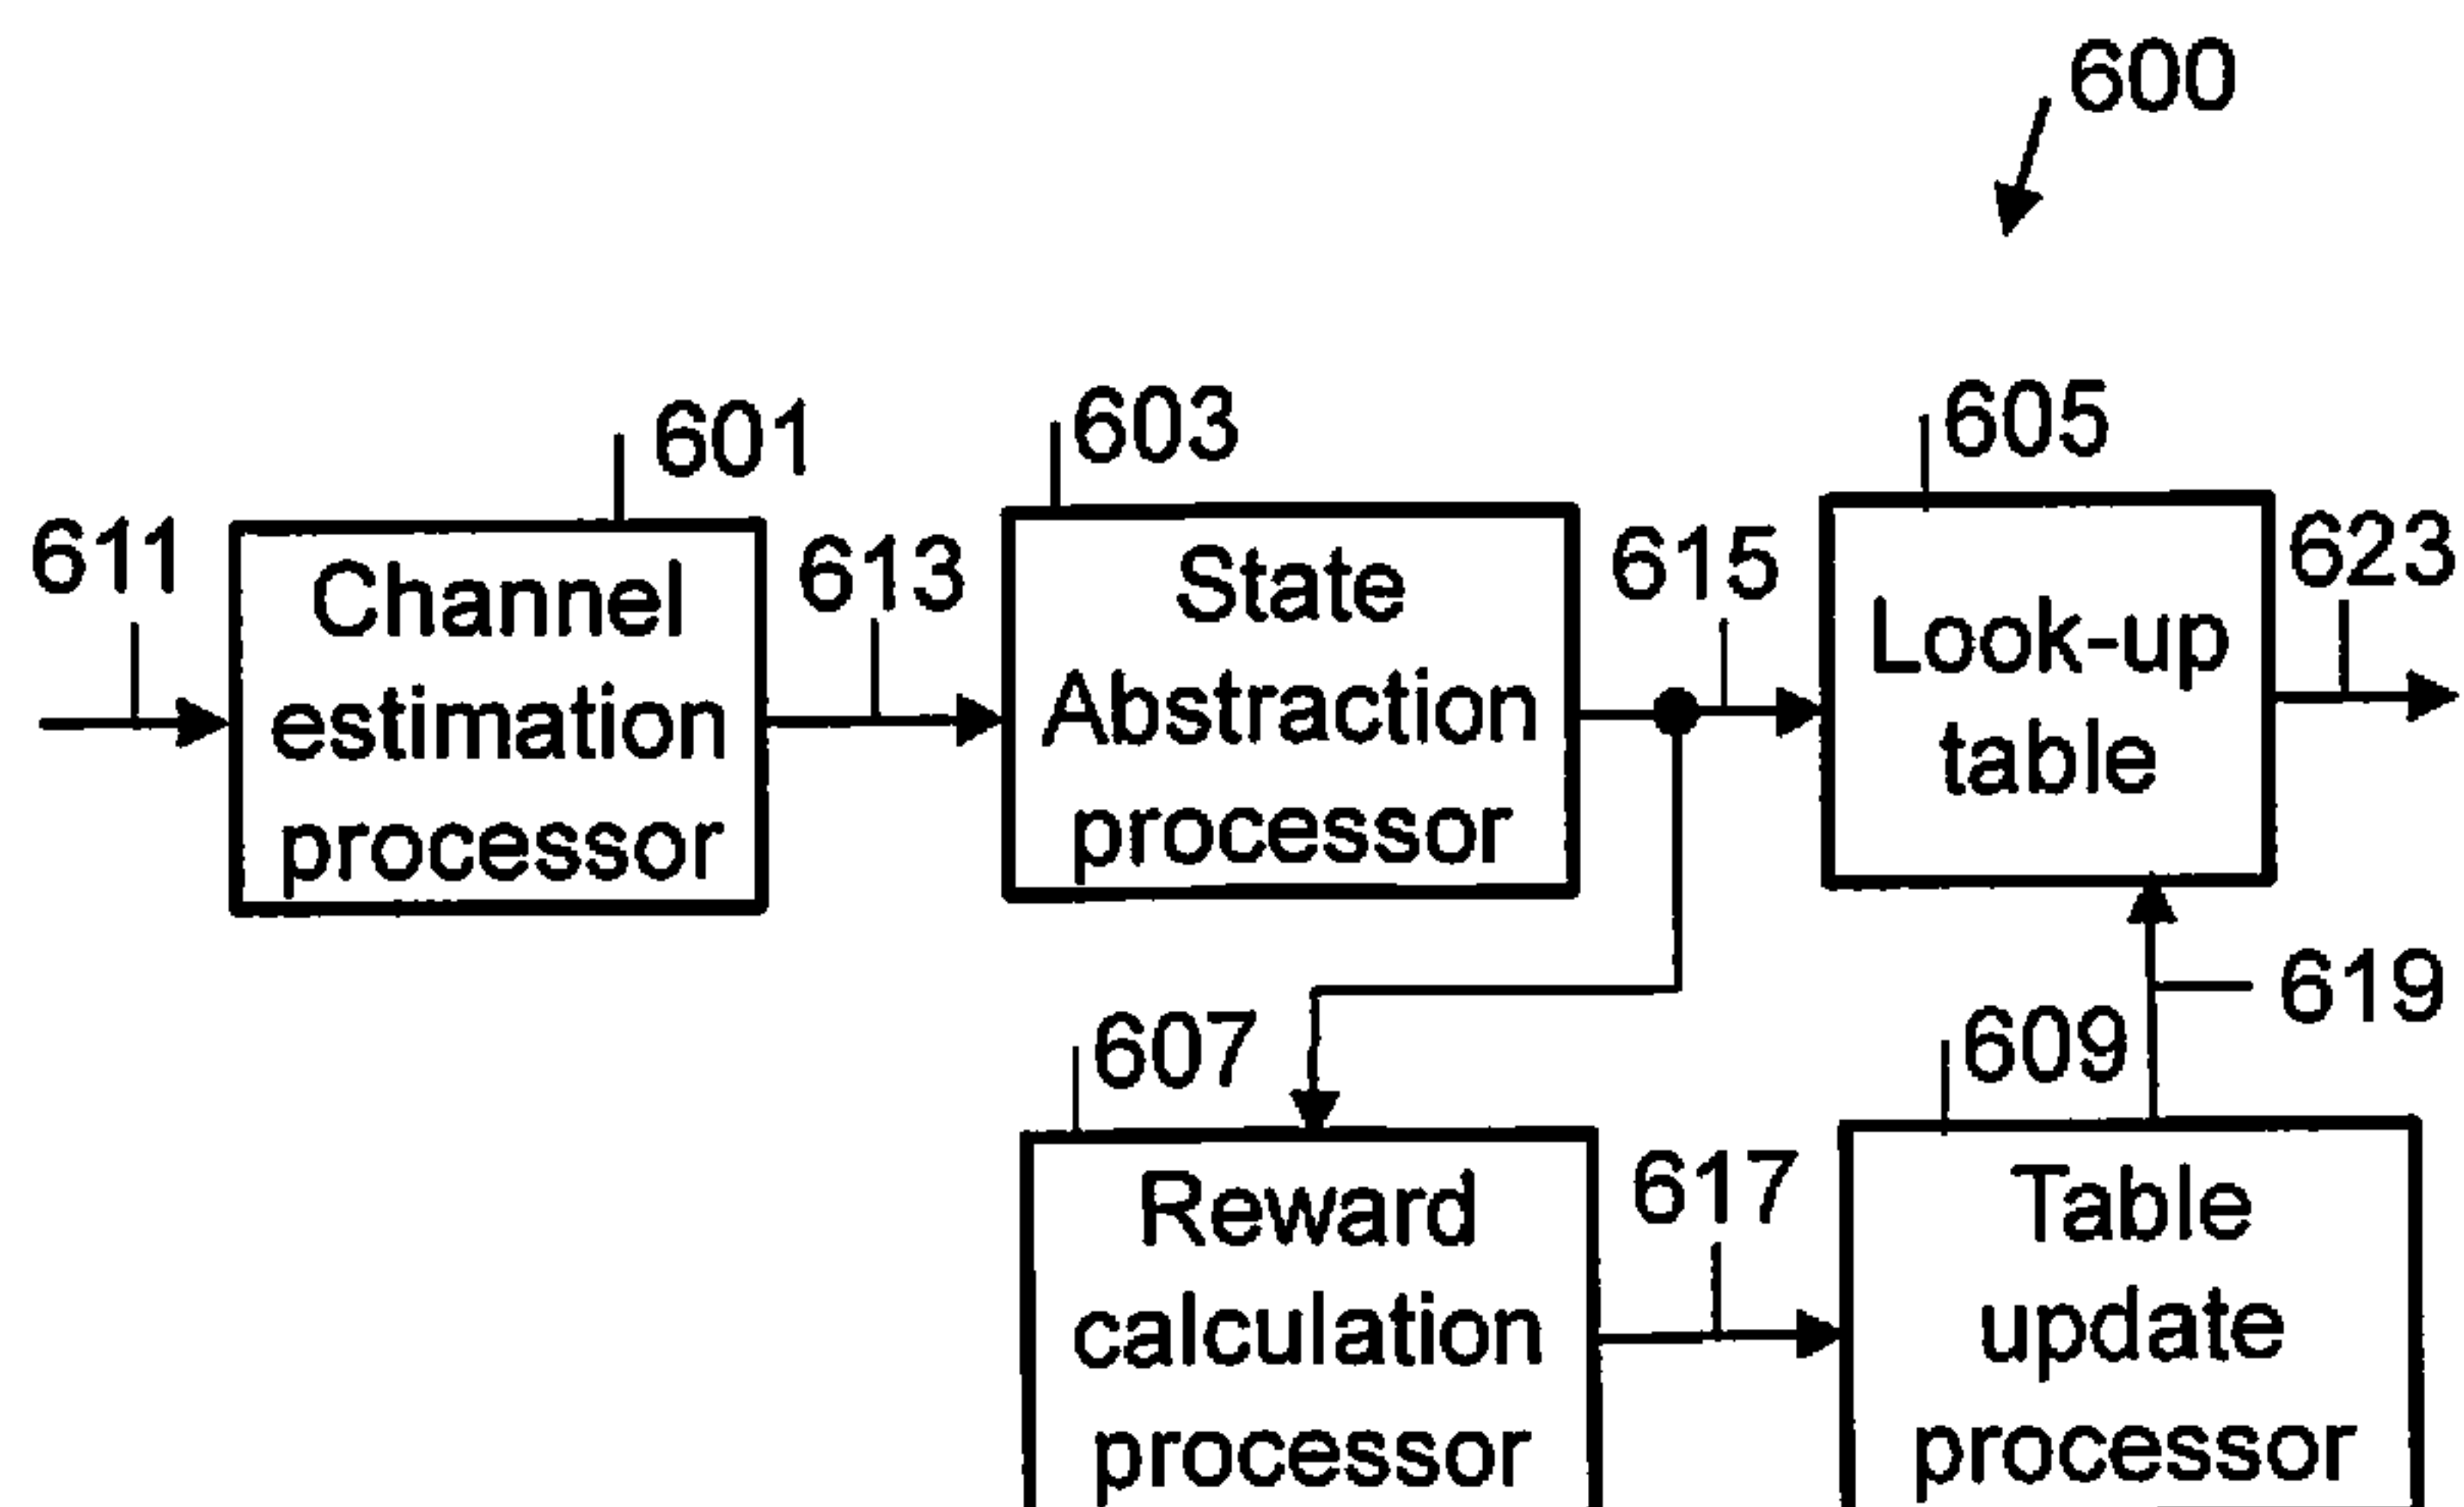 600
601
603
605
611
613
615
623
Channel
estimation
processor
State
Abstraction
processor
Look-up
table
619
607
609
617
Reward
calculation
processor
Table
update
processor